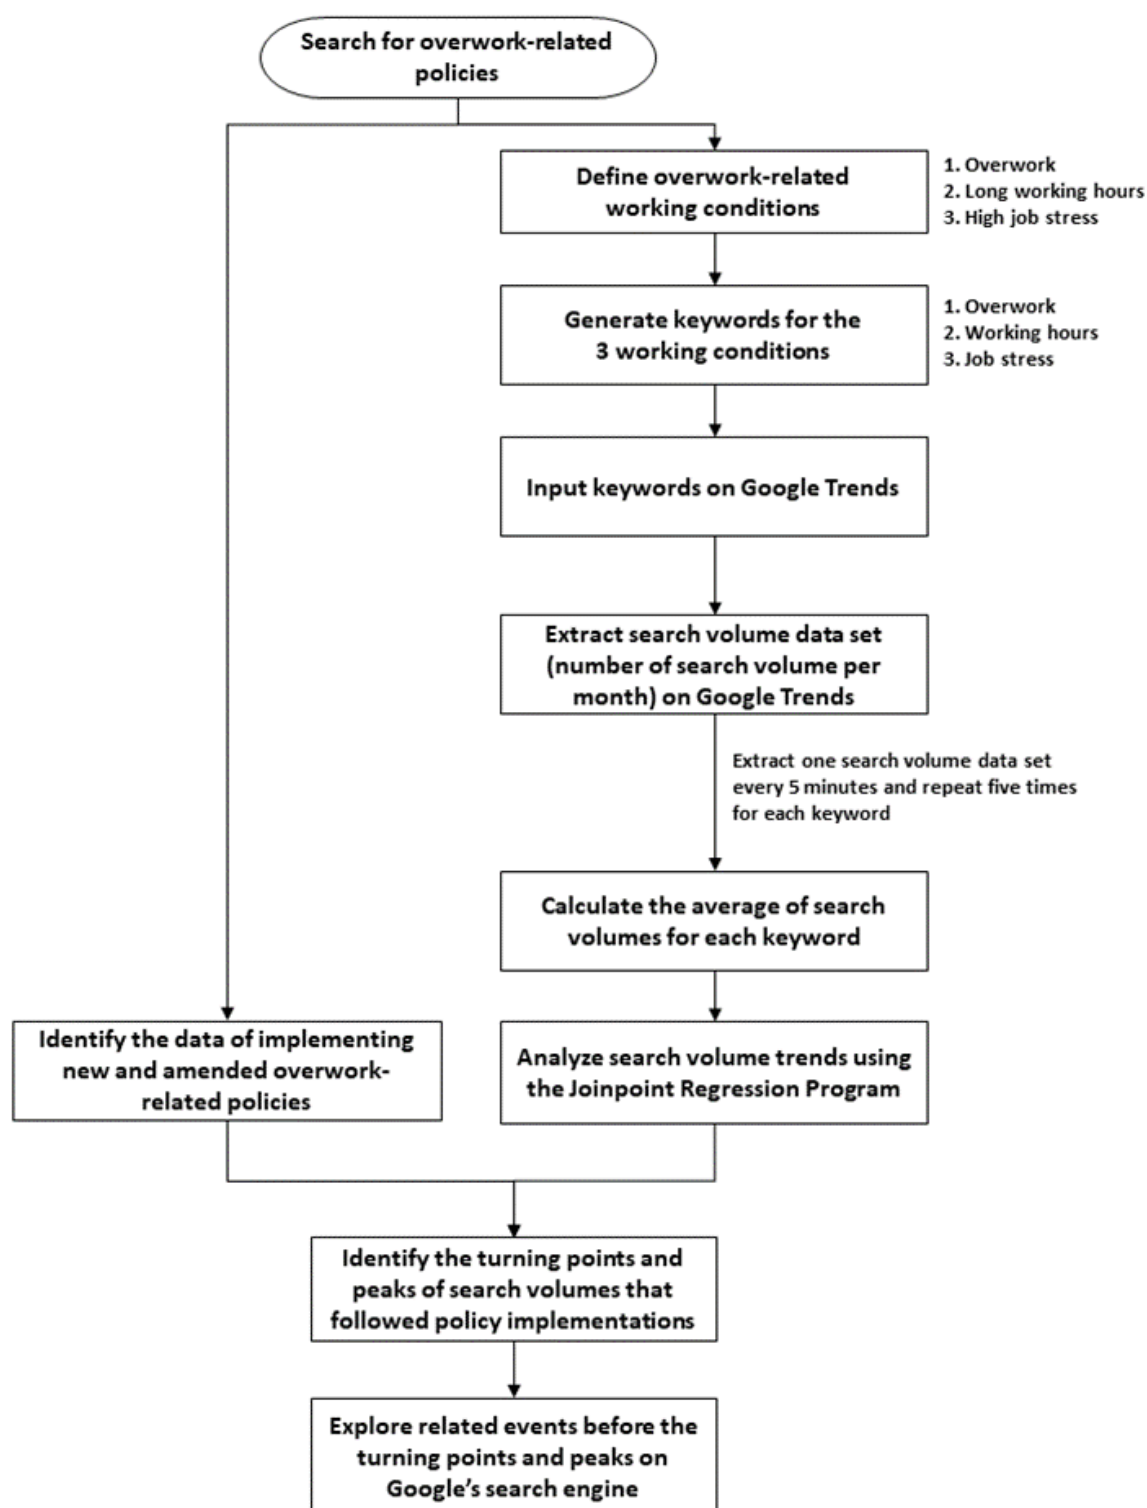 Search for overwork-related
policies
Define overwork-related
working conditions
1. Overwork
2. Long working hours
3. High job stress
Generate keywords for the
3 working conditions
1. Overwork
2. Working hours
3. Job stress
Input keywords on Google Trends
Extract search volume data set
(number of search volume per
month) on Google Trends
Extract one search volume data set
every 5 minutes and repeat five times
for each keyword
Calculate the average of search
volumes for each keyword
Identify the data of implementing
new and amended overwork-
related policies
Analyze search volume trends using
the Joinpoint Regression Program
Identify the turning points and
peaks of search volumes that
followed policy implementations
Explore related events before the
turning points and peaks on
Google’s search engine